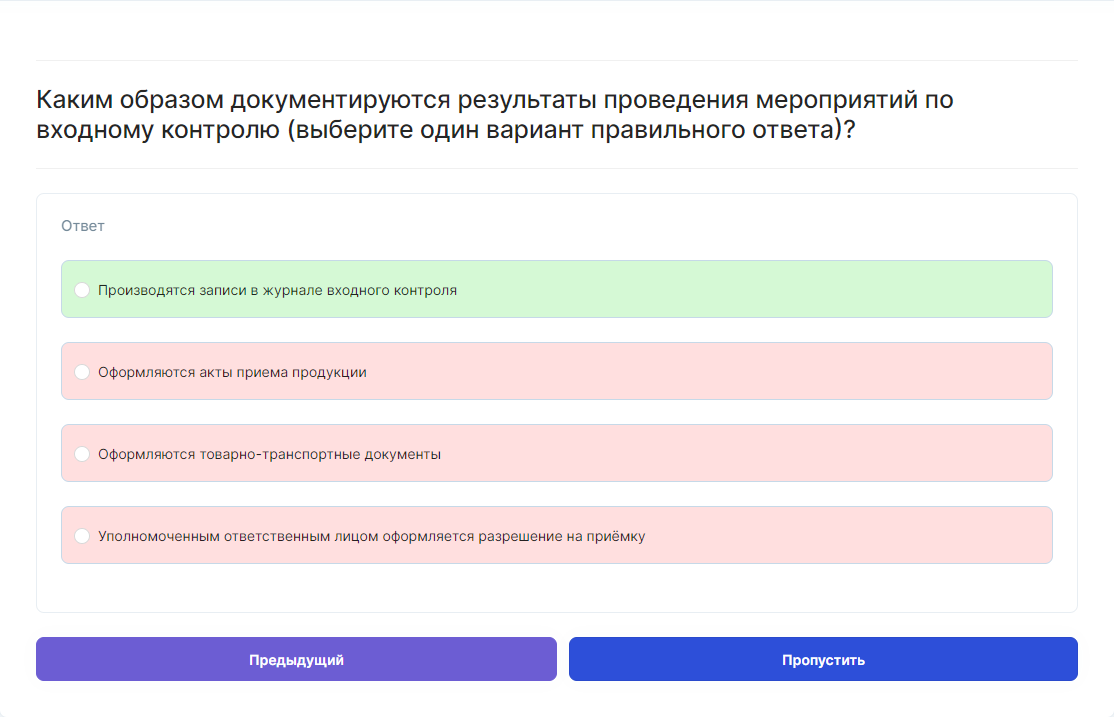 Каким образом документируются результаты проведения мероприятий по
входному контролю (выберите один вариант правильного ответа)?
Ответ
Производятся записи в журнале входного контроля
Оформляются акты приема продукции
Оформляются товарно-транспортные документы
Уполномоченным ответственным лицом оформляется разрешение на приёмку
Предыдущий
Пропустить